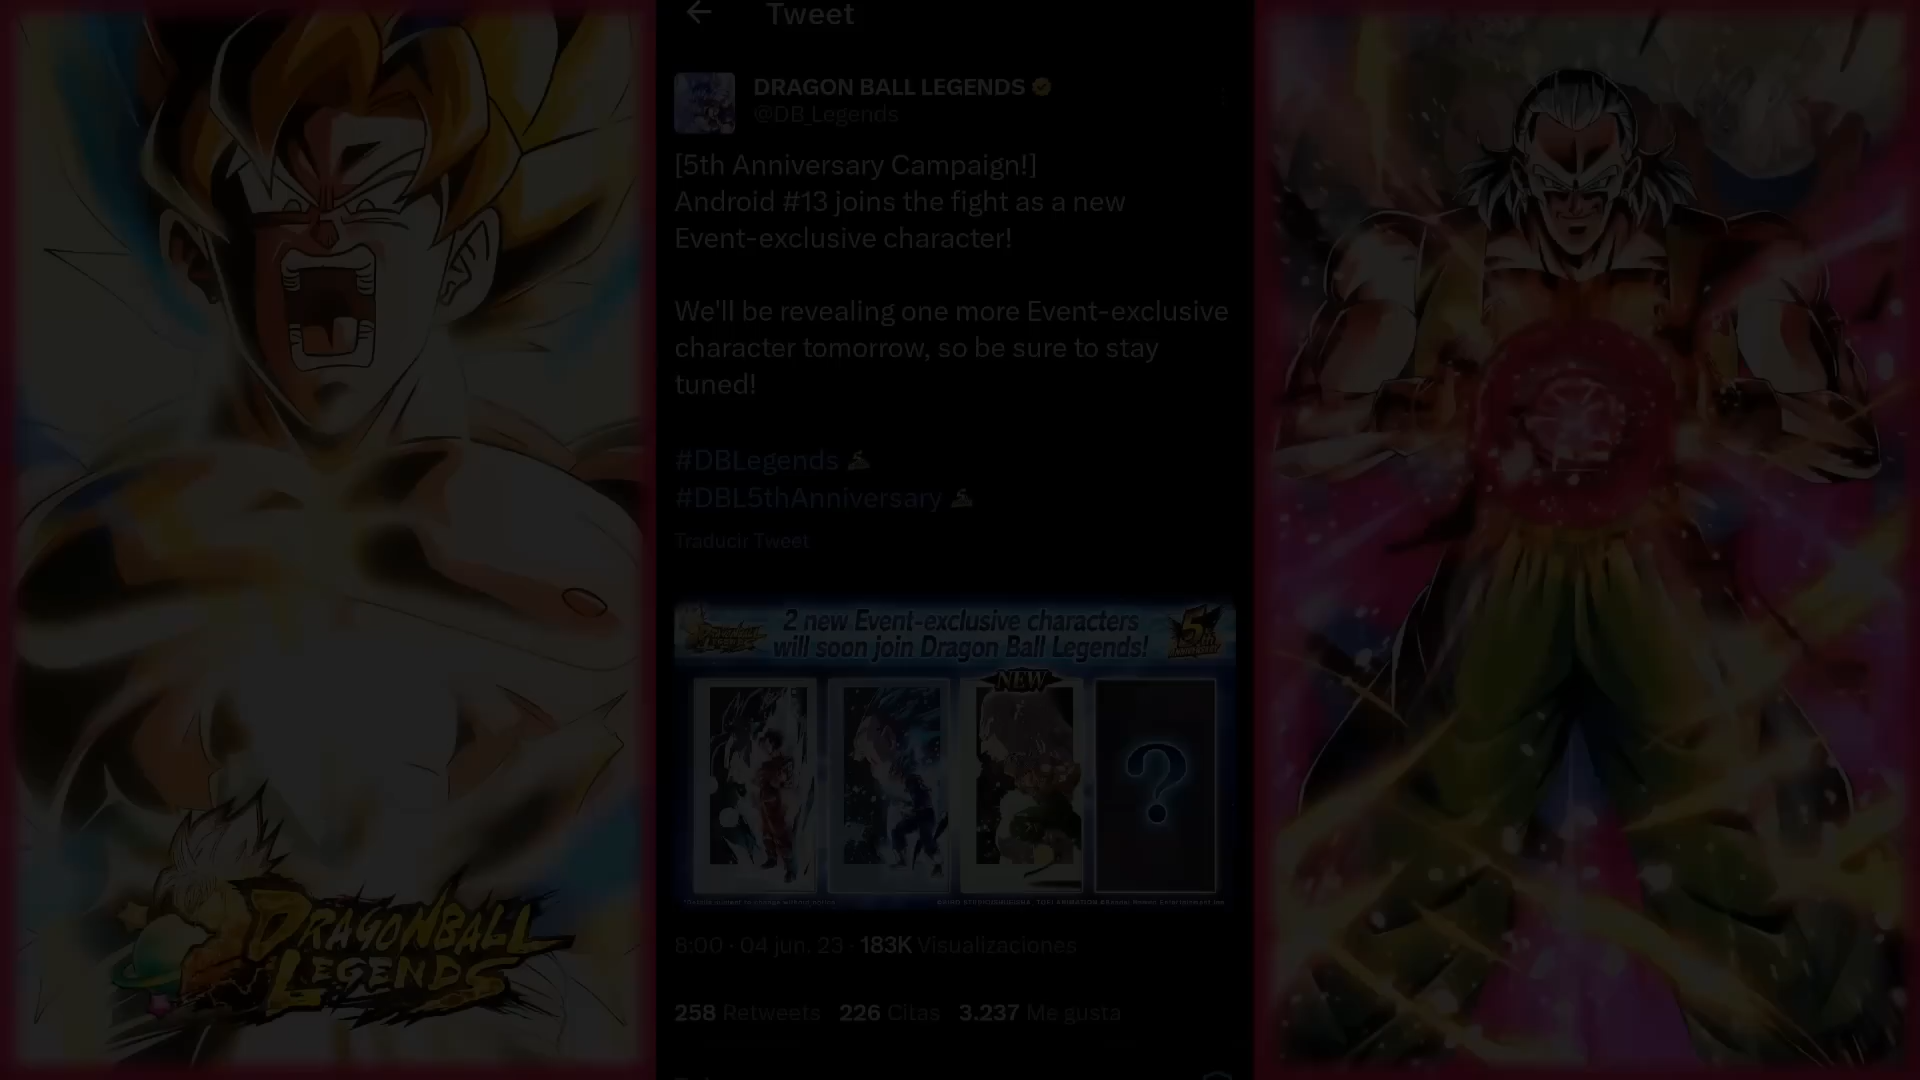 Tweet
DRAGON BALL LEGENDS
@DB_Legends
[5th Anniversary Campaign!]
Android #13 joins the fight as a new
Event-exclusive character!
We'll be revealing one more Event-exclusive
character tomorrow, so be sure to stay
tuned!
#DBLegends
#DBL5thAnniversary
Traducir Tweet
2 new Event-exclusive characters
will soon join Dragon Ball Legends!
NEW
?
8:00 · 04 jun. 23 · 183K Visualizaciones
258 Retweets 226 Citas 3.237 Me gusta
DRAGONBALL
LEGENDS